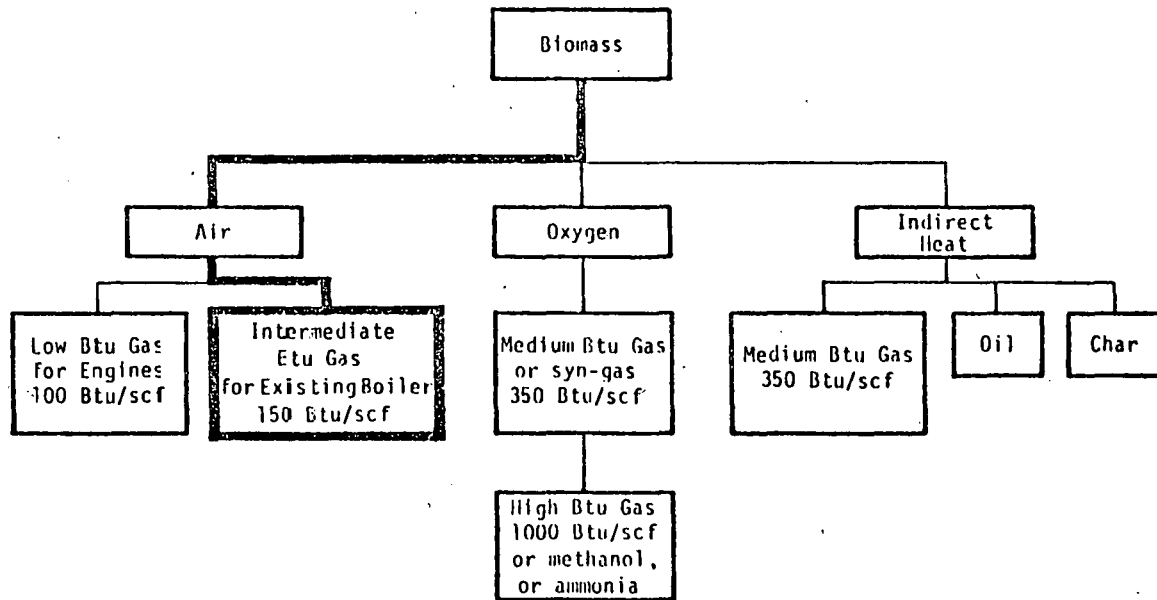 Biomass
Air
Oxygen
Indirect
Heat
Low Btu Gas
for Engines
100 Btu/scf
Intermediate
Etu Gas
for Existing Boiler
150 Btu/scf
Medium Btu Gas
or syn-gas
350 Btu/scf
Medium Btu Gas
350 Btu/scf
Oil
Char
High Btu Gas
1000 Btu/scf
or methanol,
or ammonia